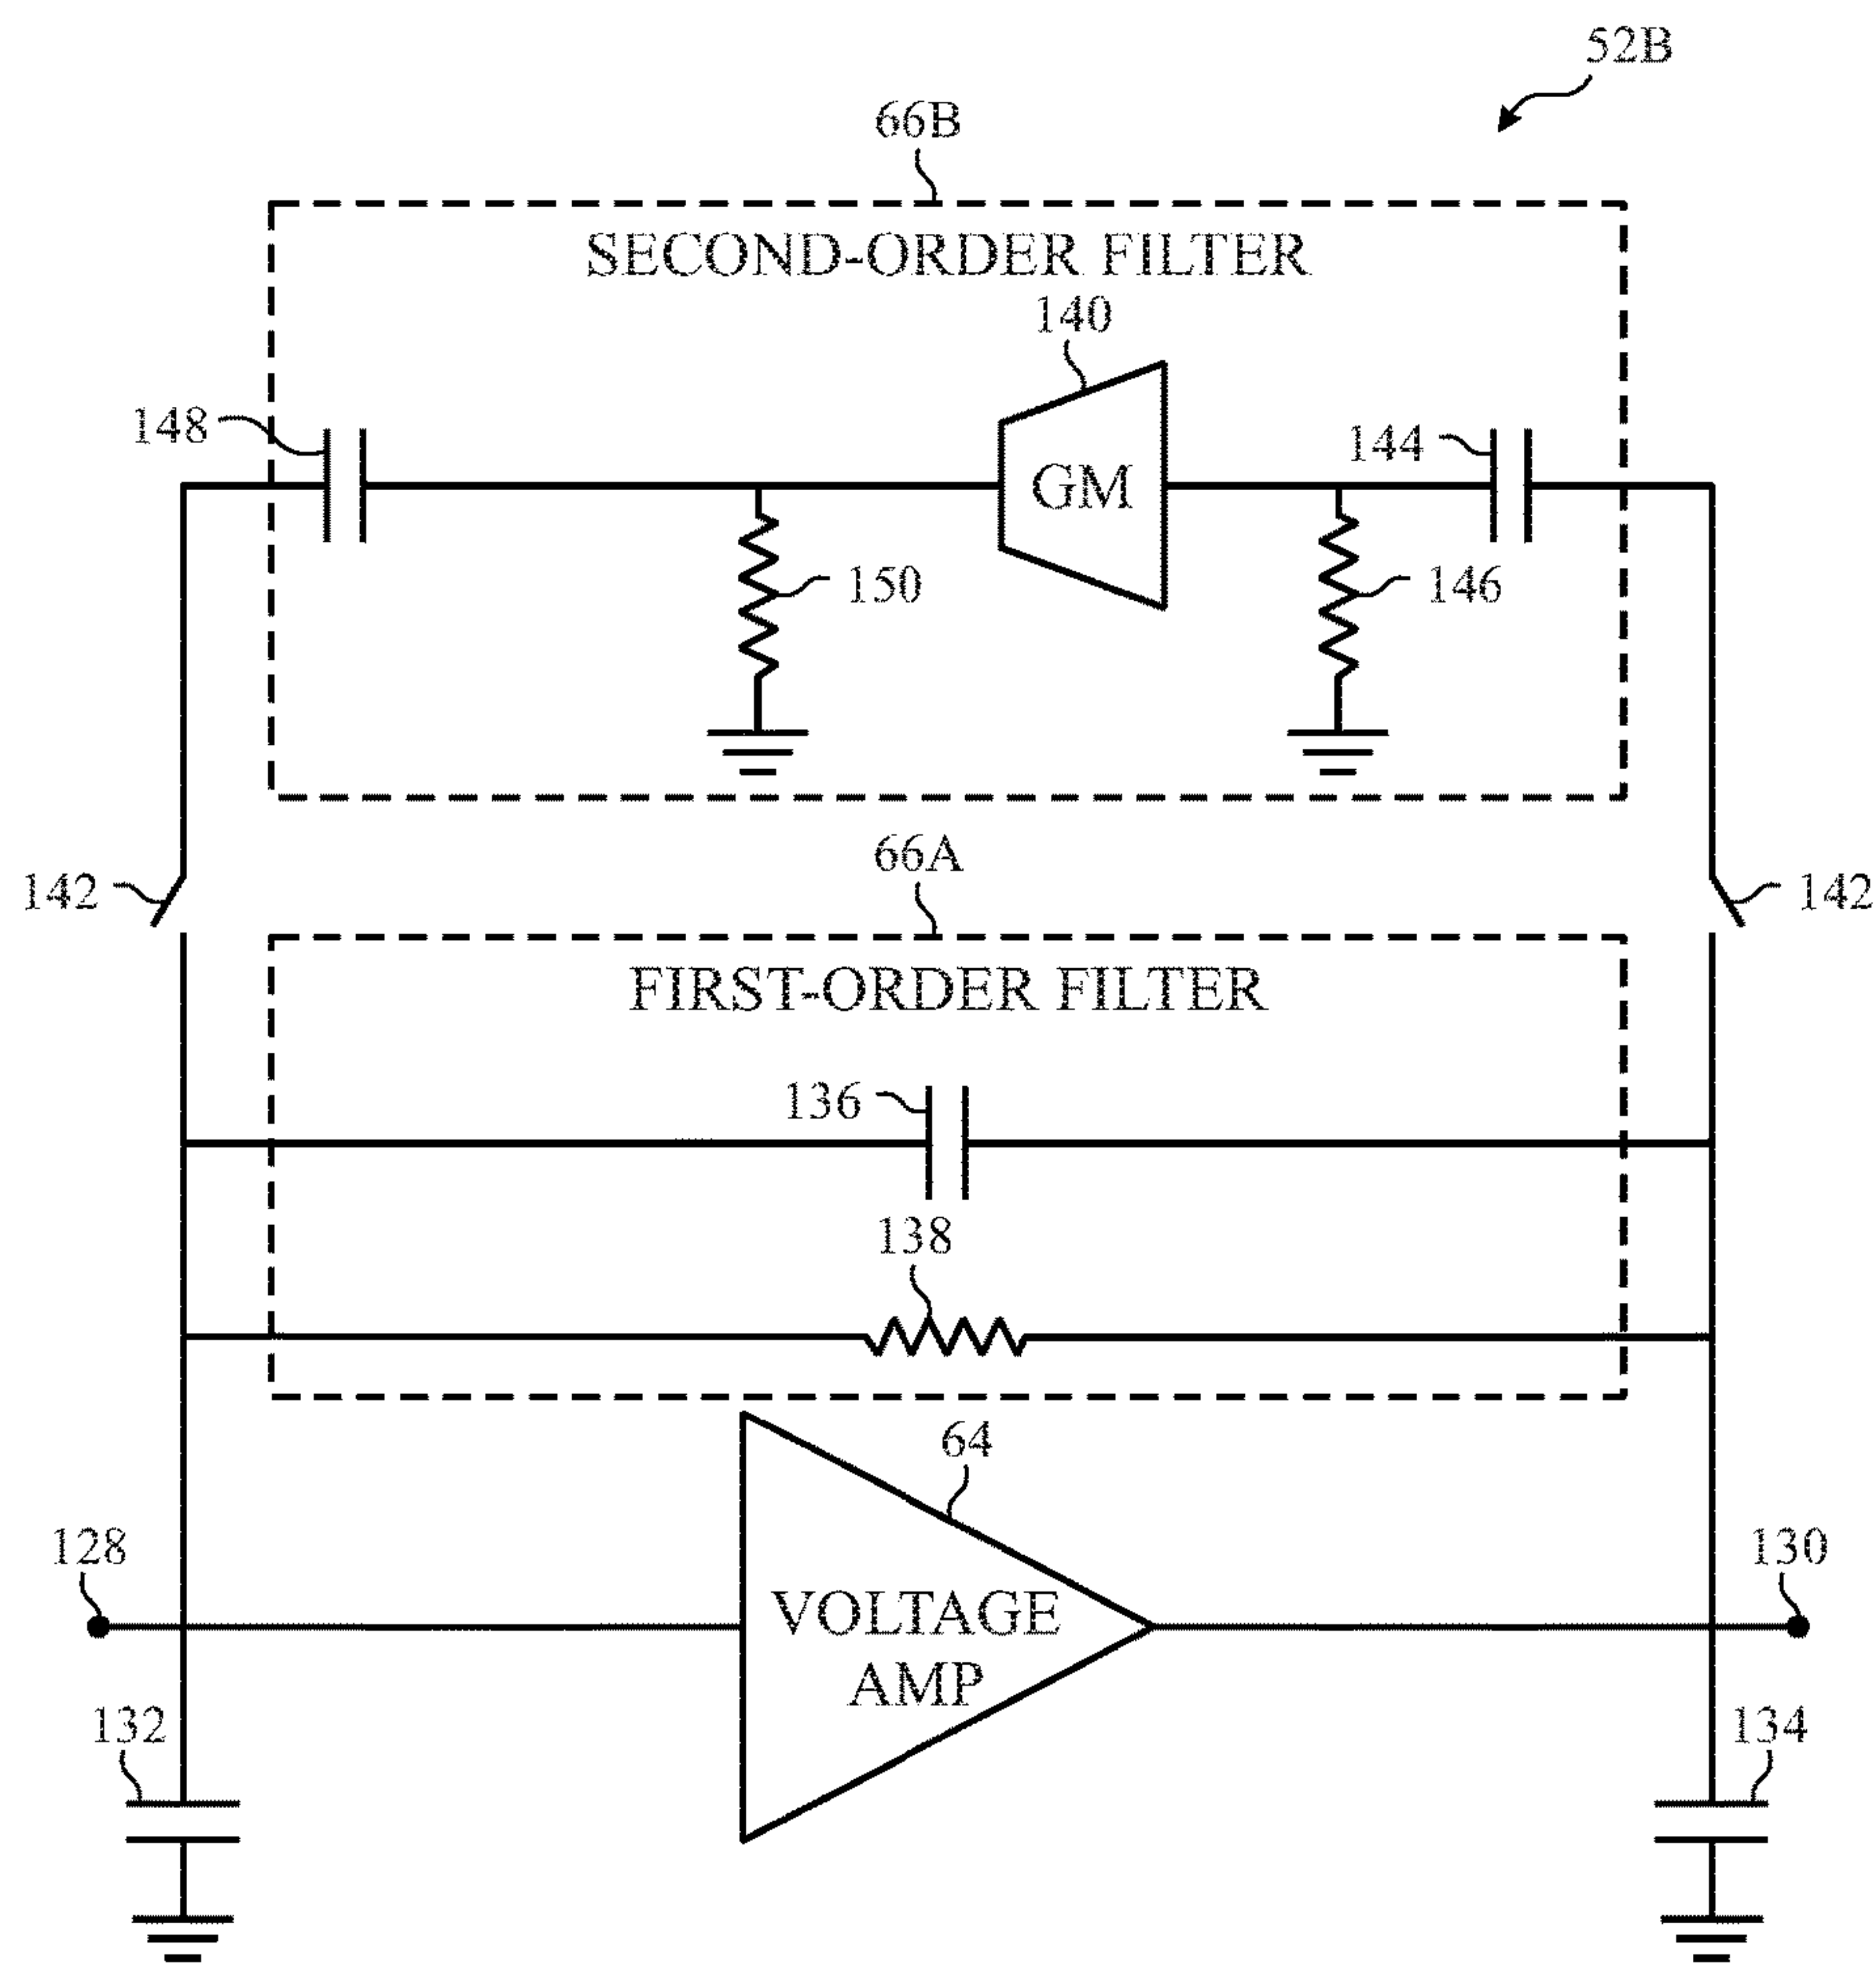 52B
66B
SECOND-ORDER FILTER
140
148
144
GM
150
146
66A
142
142
FIRST-ORDER FILTER
136
138
64
128
130
VOLTAGE
AMP
132
134